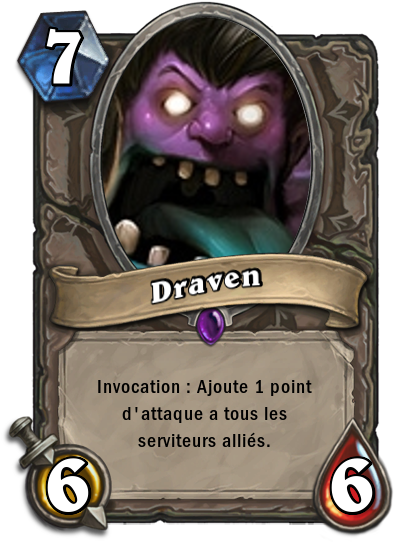 7
Draven
Invocation : Ajoute 1 point
d'attaque a tous les
serviteurs alliés.
6
6